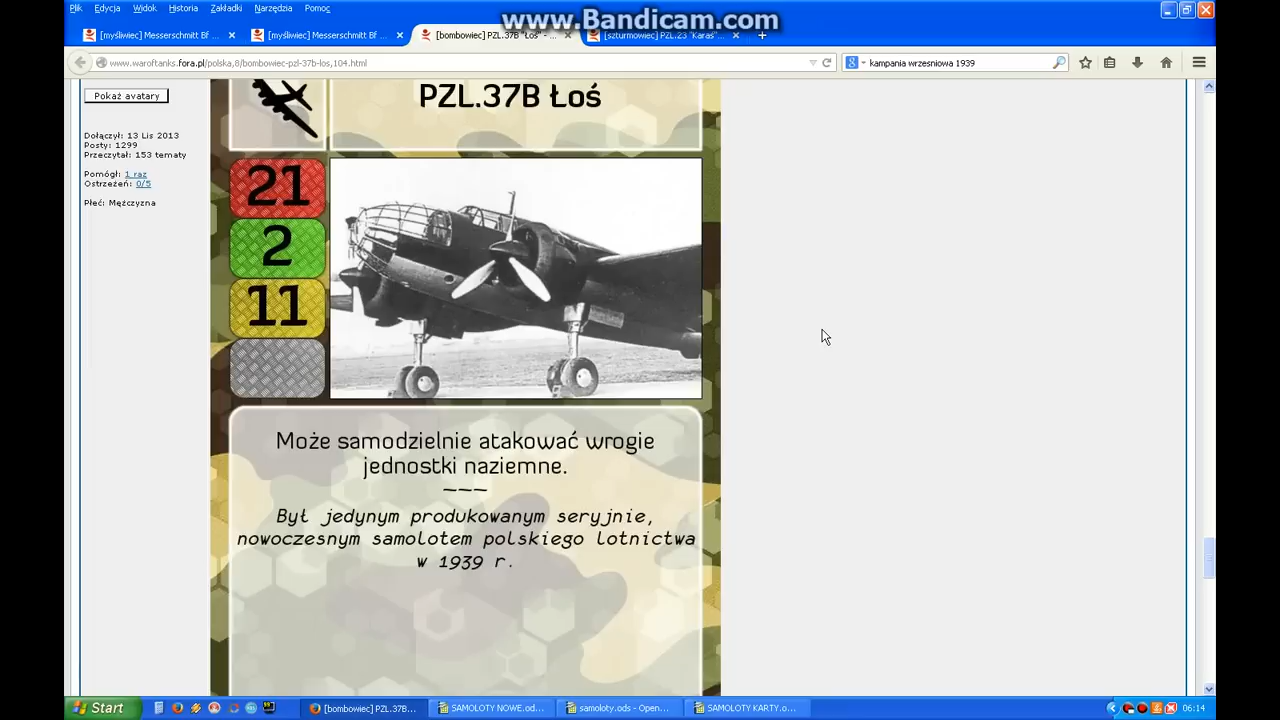 www.Bandicam.com
Plik Edycja Widok Historia Zakładki Narzędzia Pomoc
[myśliwiec] Messerschmitt Bf ...
[myśliwiec] Messerschmitt Bf ...
[bombowiec] PZL.37B "Łoś" - ...
[szturmowiec] PZL.23 "Karaś"...
www.waroftanks.fora.pl/polska,8/bombowiec-pzl-37b-los,104.html
kampania wrzesniowa 1939
Pokaż avatary
Dołączył: 13 Lis 2013
Posty: 1299
Przeczytał: 153 tematy
Pomógł: 1 raz
Ostrzeżeń: 0/5
Płeć: Mężczyzna
PZL.37B Łoś
21
2
11
Może samodzielnie atakować wrogie
jednostki naziemne.
~~~
Był jedynym produkowanym seryjnie,
nowoczesnym samolotem polskiego lotnictwa
w 1939 r.
Start
[bombowiec] PZL.37B...
SAMOLOTY NOWE.od...
samoloty.ods - Open...
SAMOLOTY KARTY.o...
06:14